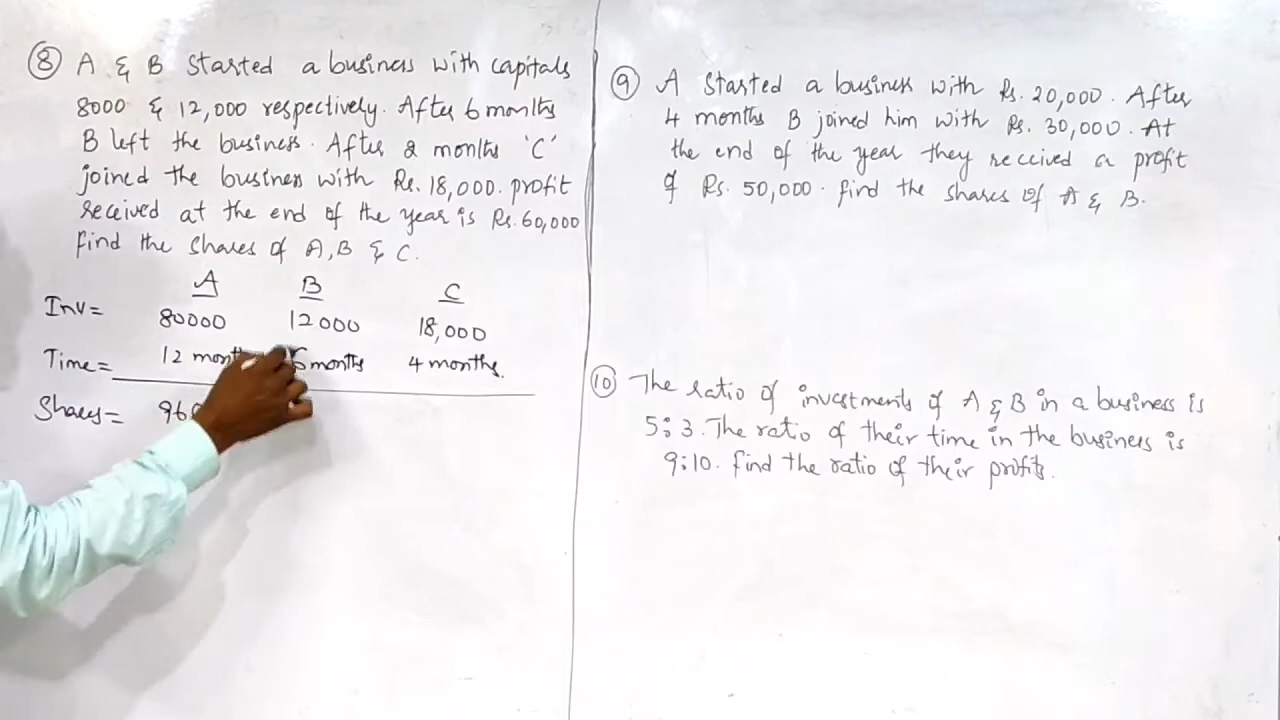 ⑧ A & B Started a business with capitals
8000 & 12,000 respectively. After 6 months
B left the business. After 2 months 'C'
joined the business with Rs. 18,000. profit
received at the end of the year is Rs. 60,000
find the shares of A, B & C.
A B C
Inv = 80000 12000 18,000
Time = 12 months 6 months 4 months.
Shares = 960
⑨ A Started a business with Rs. 20,000. After
4 months B joined him with Rs. 30,000. At
the end of the year they received a profit
of Rs. 50,000. find the shares of A & B.
⑩ The ratio of investments of A & B in a business is
5:3. The ratio of their time in the business is
9:10. find the ratio of their profits.